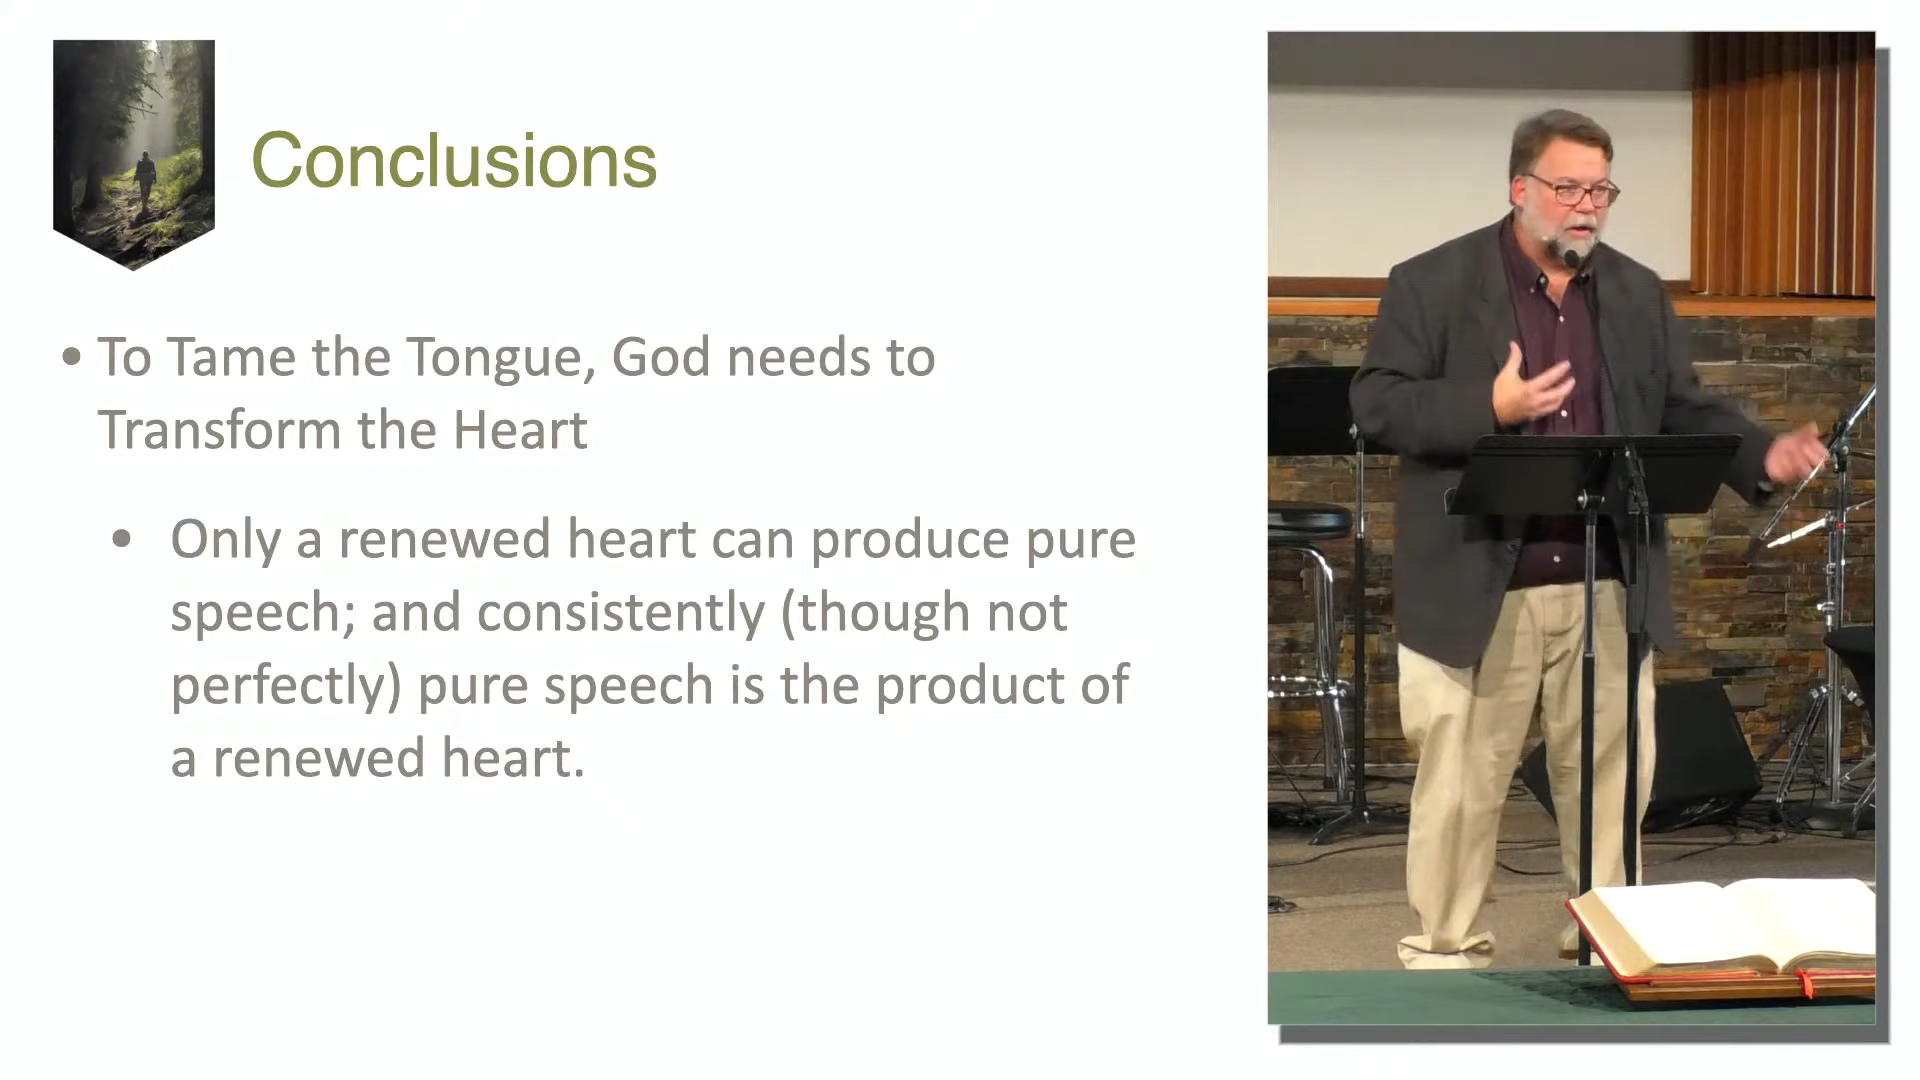 Conclusions
• To Tame the Tongue, God needs to
Transform the Heart
• Only a renewed heart can produce pure
speech; and consistently (though not
perfectly) pure speech is the product of
a renewed heart.